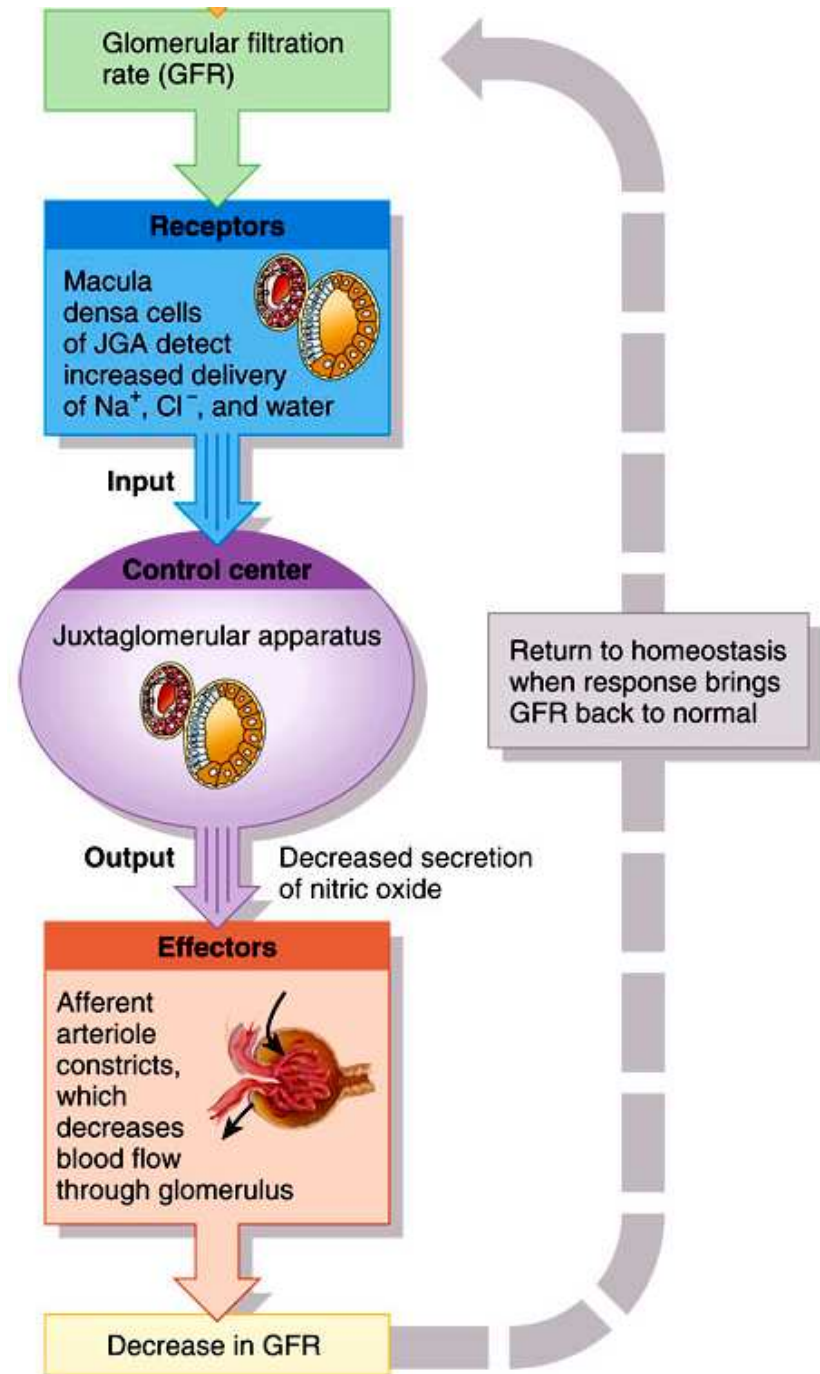 Glomerular filtration
rate (GFR)
Receptors
Macula
densa cells
of JGA detect
increased delivery
of Na⁺, Cl⁻, and water
Input
Control center
Juxtaglomerular apparatus
Return to homeostasis
when response brings
GFR back to normal
Output
Decreased secretion
of nitric oxide
Effectors
Afferent
arteriole
constricts,
which
decreases
blood flow
through glomerulus
Decrease in GFR